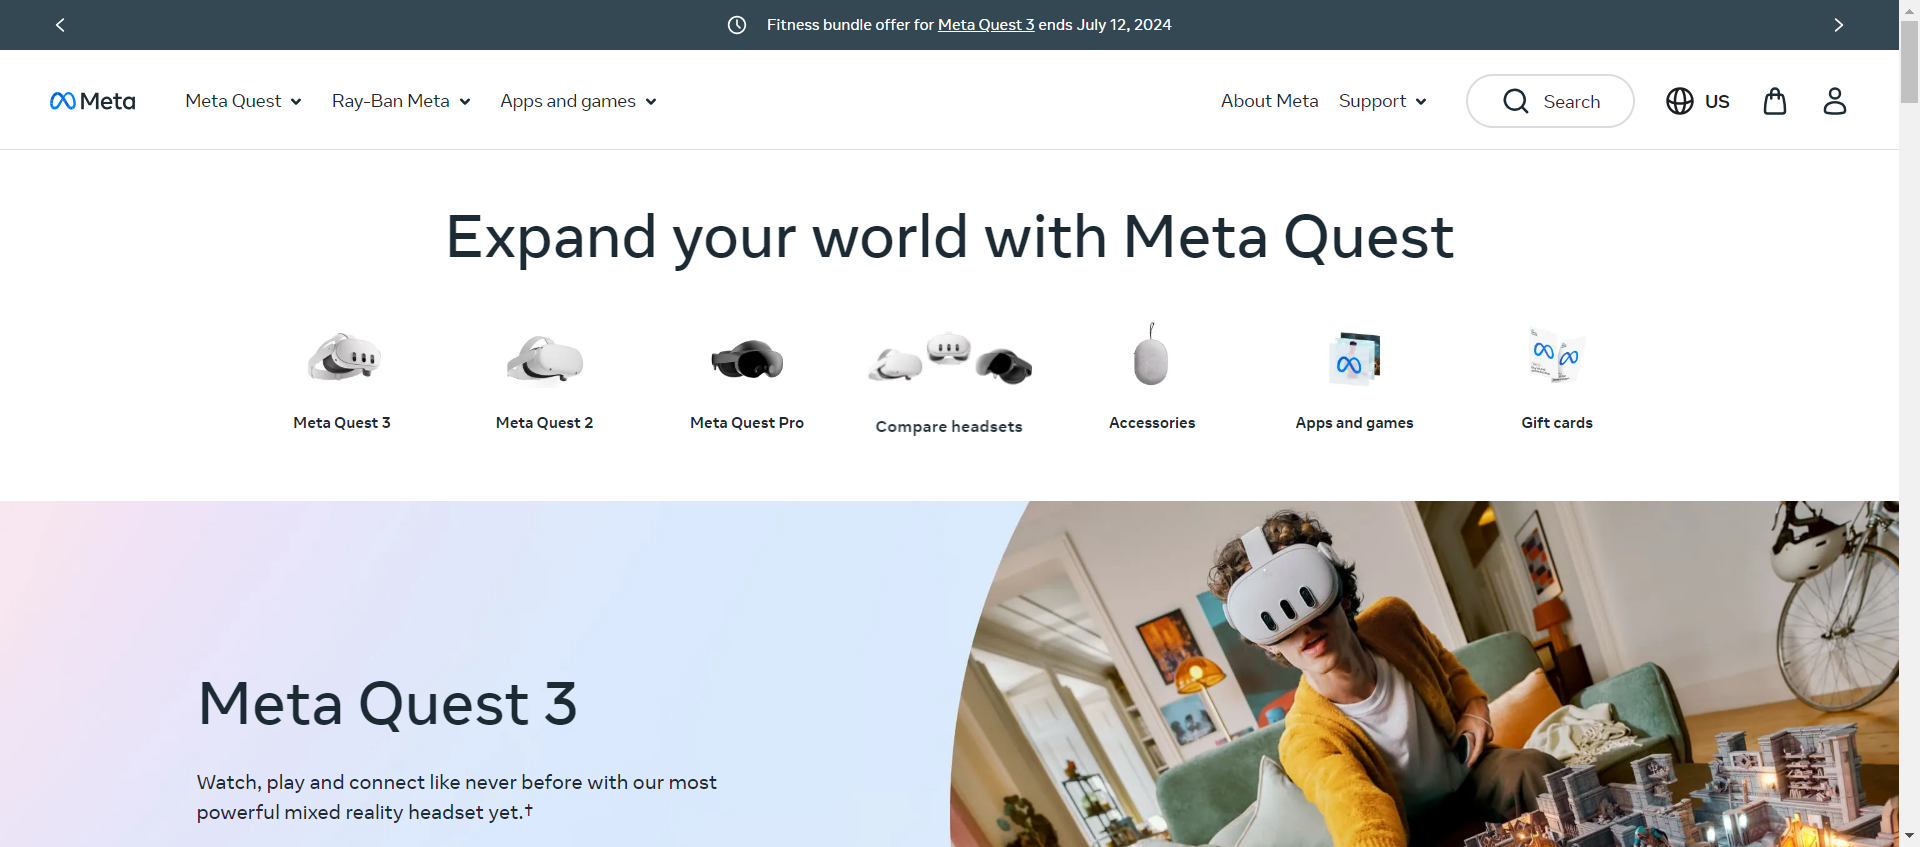 Fitness bundle offer for Meta Quest 3 ends July 12, 2024
Meta
Meta Quest
Ray-Ban Meta
Apps and games
About Meta
Support
Search
US
Expand your world with Meta Quest
Meta Quest 3
Meta Quest 2
Meta Quest Pro
Compare headsets
Accessories
Apps and games
Gift cards
Meta Quest 3
Watch, play and connect like never before with our most
powerful mixed reality headset yet.†